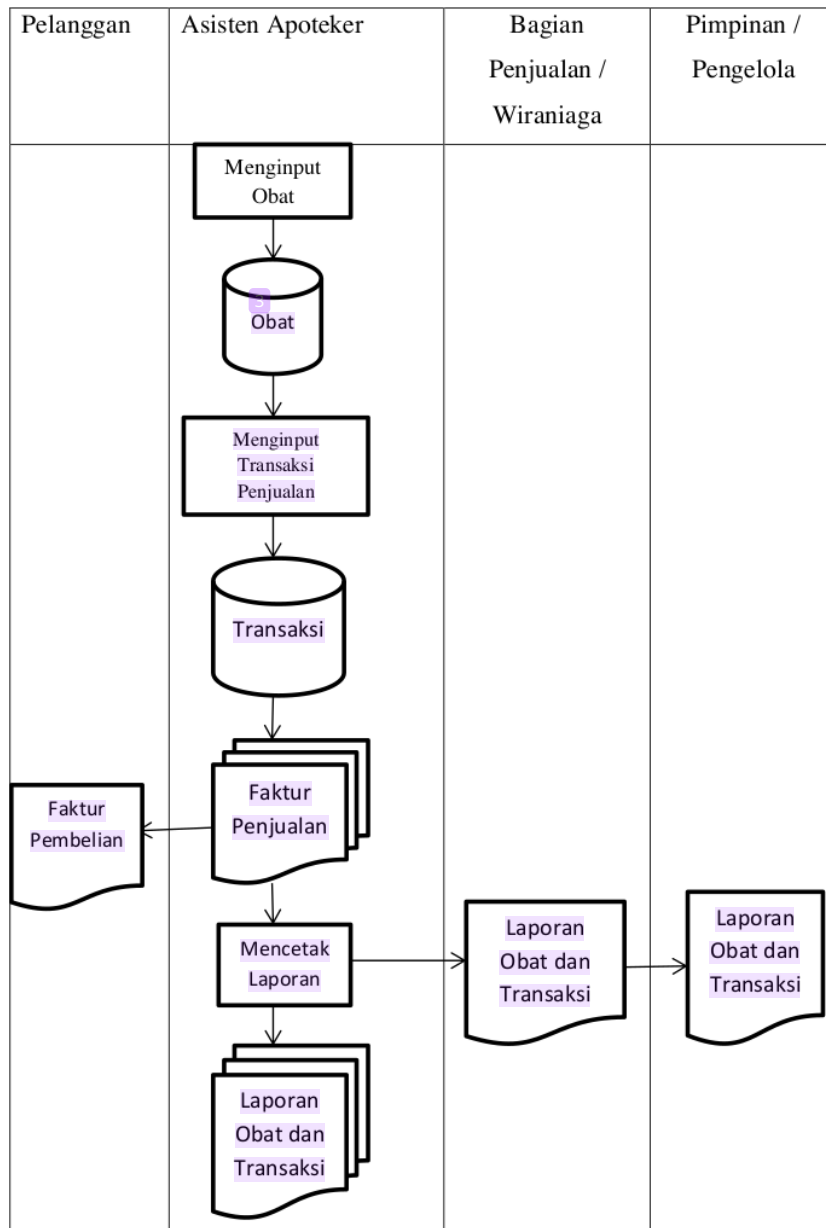 Pelanggan
Asisten Apoteker
Bagian
Penjualan /
Wiraniaga
Pimpinan /
Pengelola
Menginput
Obat
3
Obat
Menginput
Transaksi
Penjualan
Transaksi
Faktur
Penjualan
Faktur
Pembelian
Mencetak
Laporan
Laporan
Obat dan
Transaksi
Laporan
Obat dan
Transaksi
Laporan
Obat dan
Transaksi